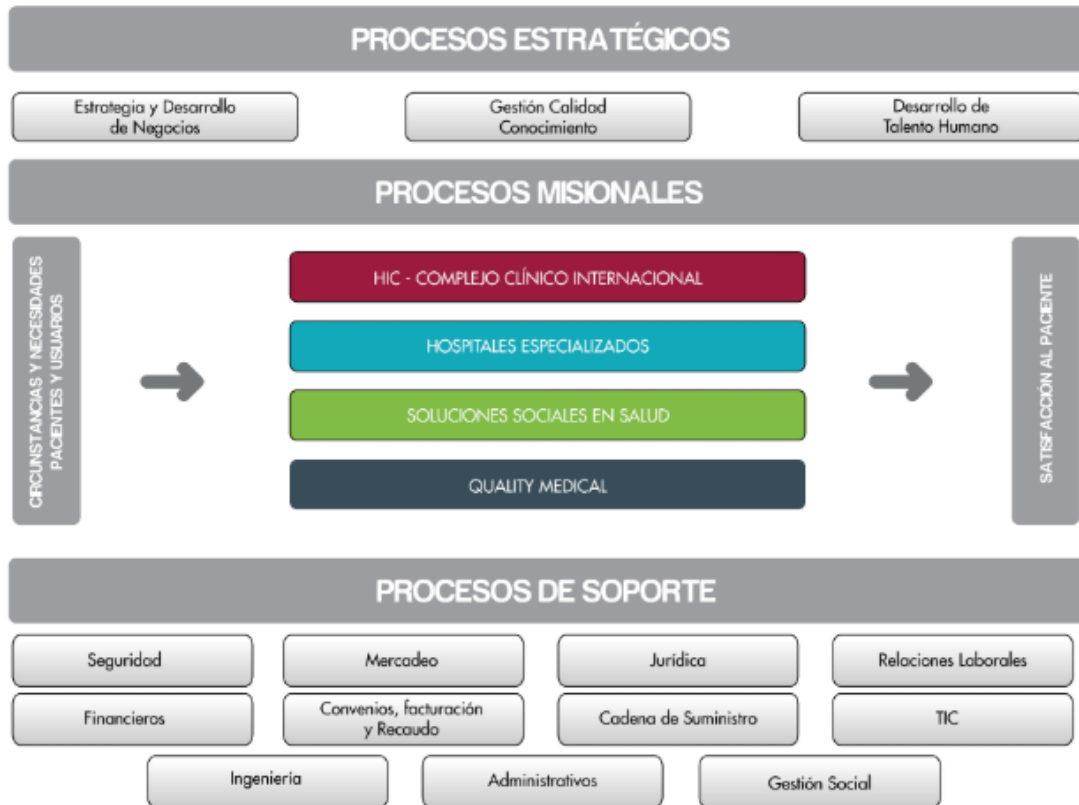 PROCESOS ESTRATÉGICOS
Estrategia y Desarrollo
de Negocios
Gestión Calidad
Conocimiento
Desarrollo de
Talento Humano
PROCESOS MISIONALES
CIRCUNSTANCIAS Y NECESIDADES
PACENTES Y USUARIOS
HIC - COMPLEJO CLÍNICO INTERNACIONAL
HOSPITALES ESPECIALIZADOS
SOLUCIONES SOCIALES EN SALUD
QUALITY MEDICAL
SATISFACCIÓN AL PACIENTE
PROCESOS DE SOPORTE
Seguridad
Mercadeo
Jurídica
Relaciones Laborales
Financieros
Convenios, facturación
y Recaudo
Cadena de Suministro
TIC
Ingeniería
Administrativos
Gestión Social